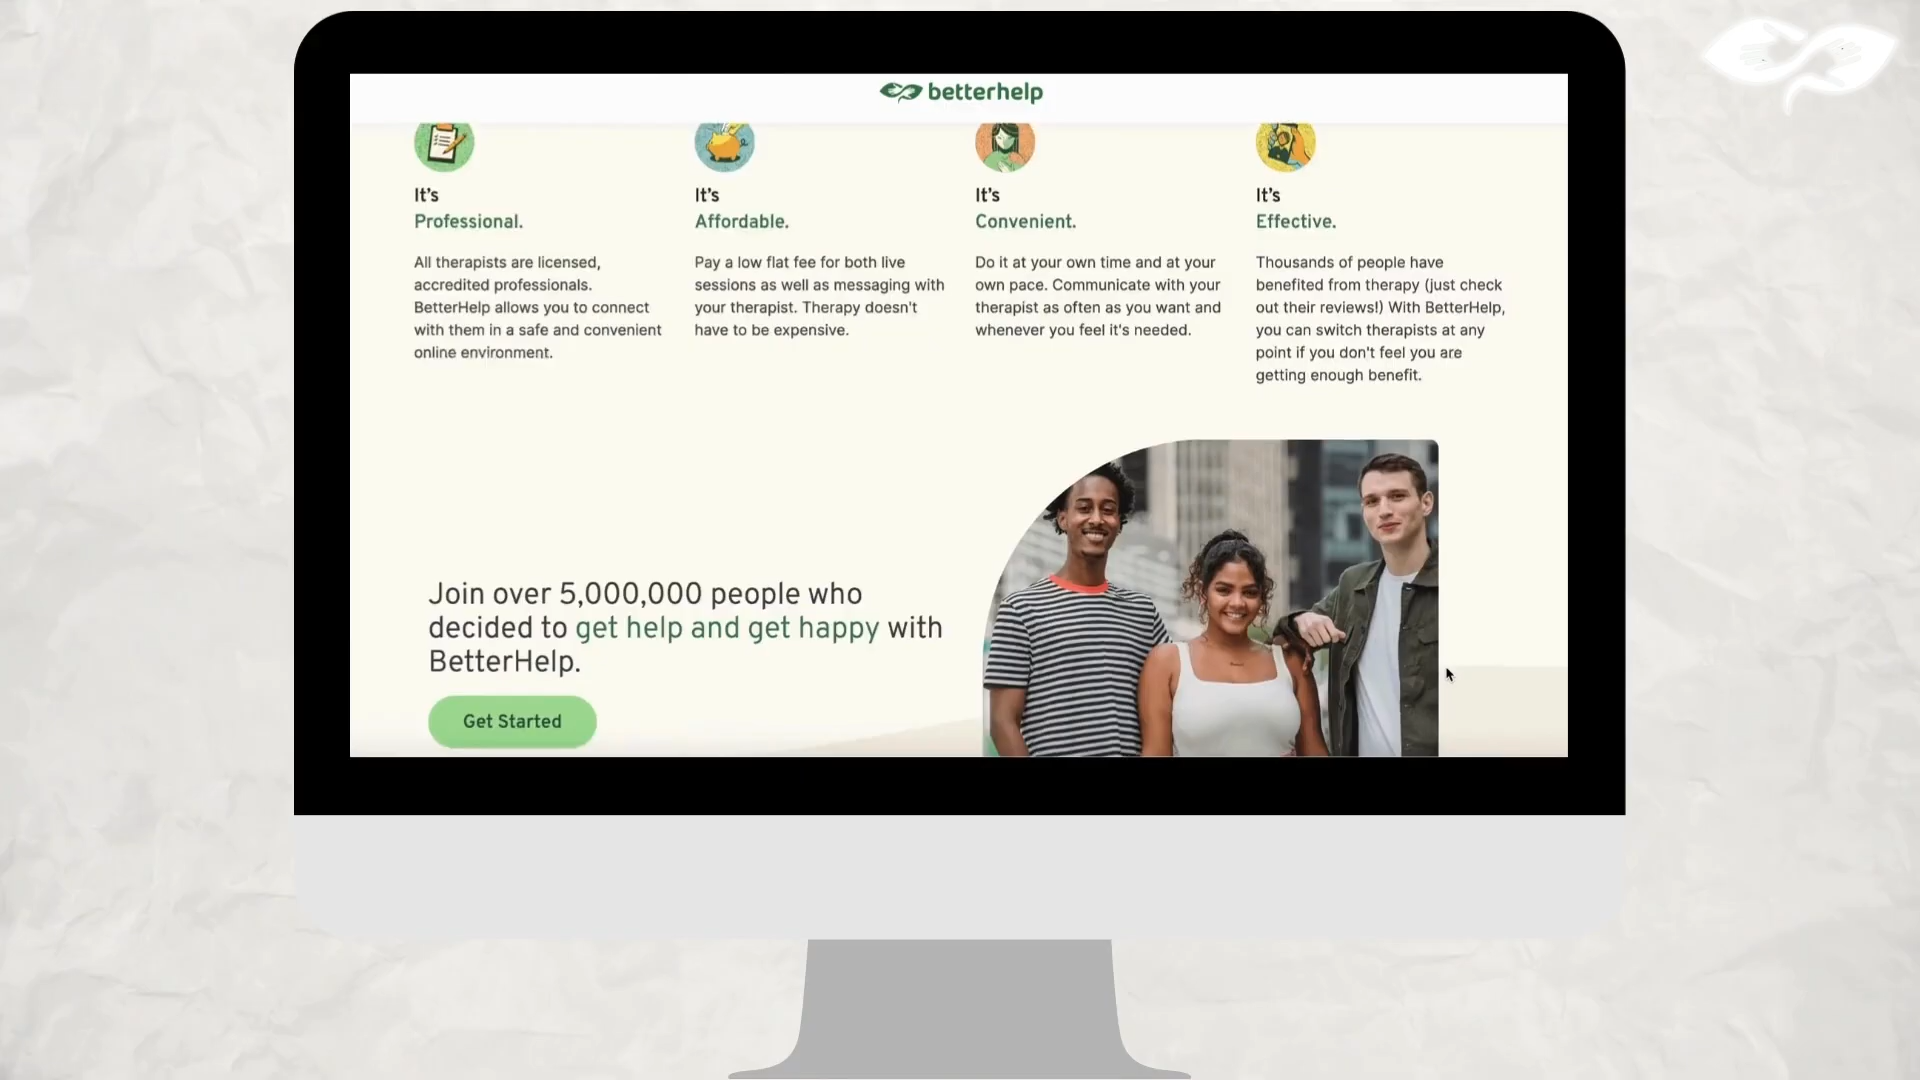 betterhelp
It's
Professional.
All therapists are licensed,
accredited professionals.
BetterHelp allows you to connect
with them in a safe and convenient
online environment.
It's
Affordable.
Pay a low flat fee for both live
sessions as well as messaging with
your therapist. Therapy doesn't
have to be expensive.
It's
Convenient.
Do it at your own time and at your
own pace. Communicate with your
therapist as often as you want and
whenever you feel it's needed.
It's
Effective.
Thousands of people have
benefited from therapy (just check
out their reviews!) With BetterHelp,
you can switch therapists at any
point if you don't feel you are
getting enough benefit.
Join over 5,000,000 people who
decided to get help and get happy with
BetterHelp.
Get Started